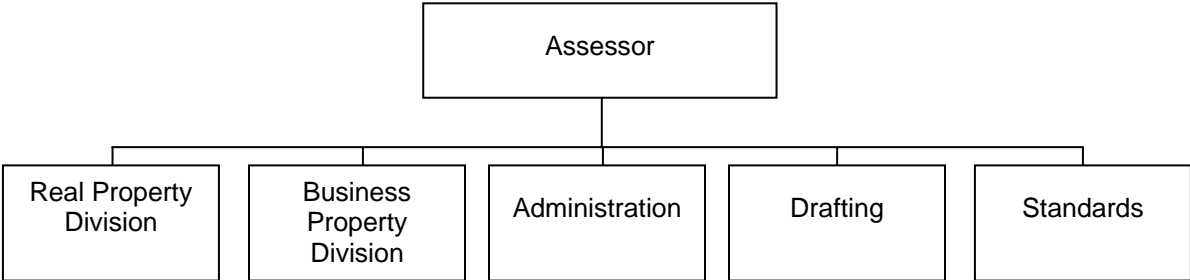 Assessor
Real Property
Division
Business
Property
Division
Administration
Drafting
Standards